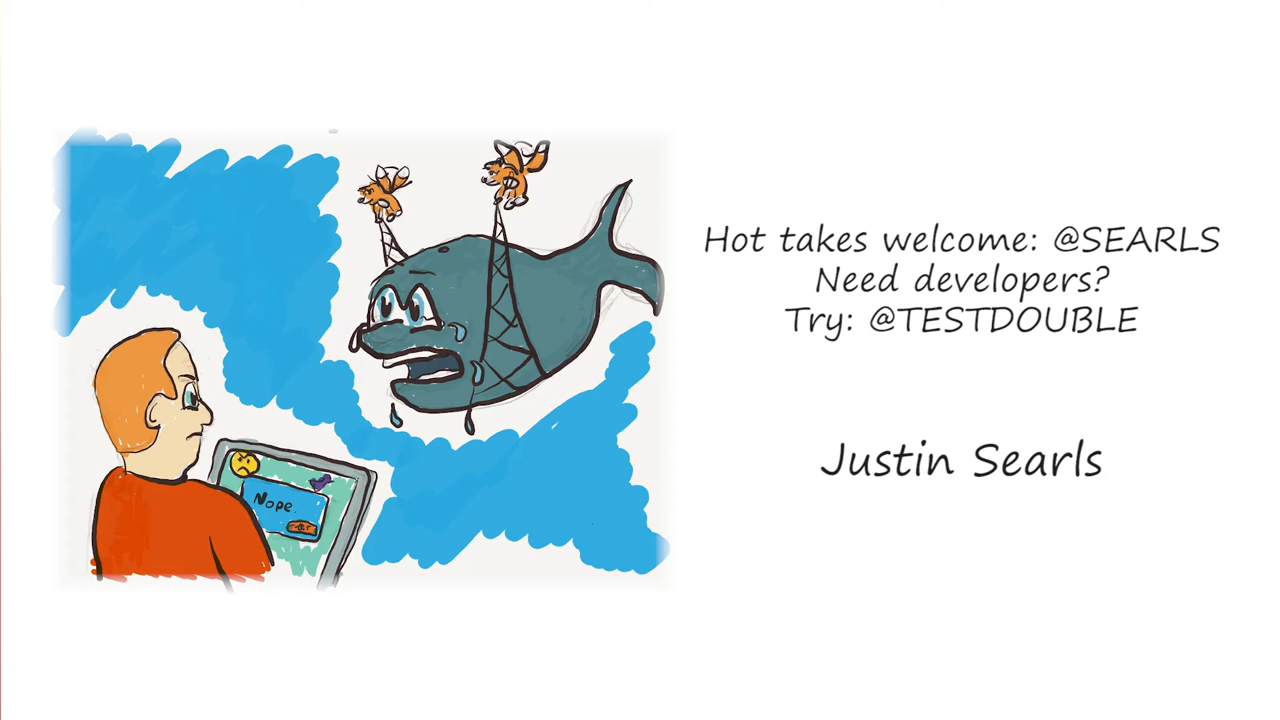 Hot takes welcome: @SEARLS
Need developers?
Try: @TESTDOUBLE
Justin Searls
Nope.